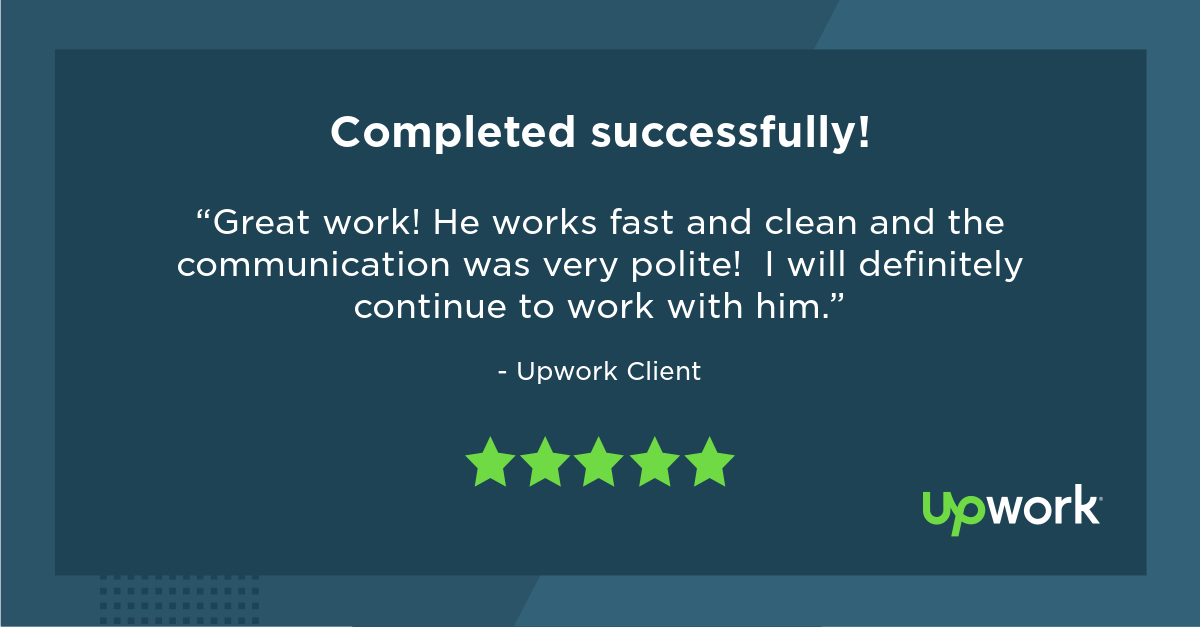 Completed successfully!
“Great work! He works fast and clean and the
communication was very polite!  I will definitely
continue to work with him.”
- Upwork Client
upwork®